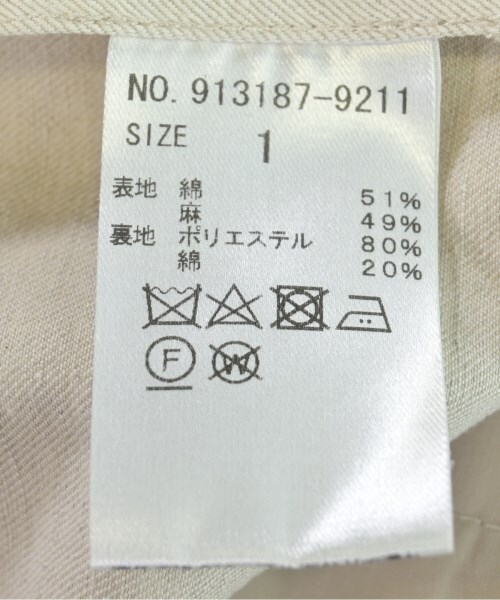 NO. 913187-9211
SIZE 1
表地 綿 51%
麻 49%
裏地 ポリエステル 80%
綿 20%
F W